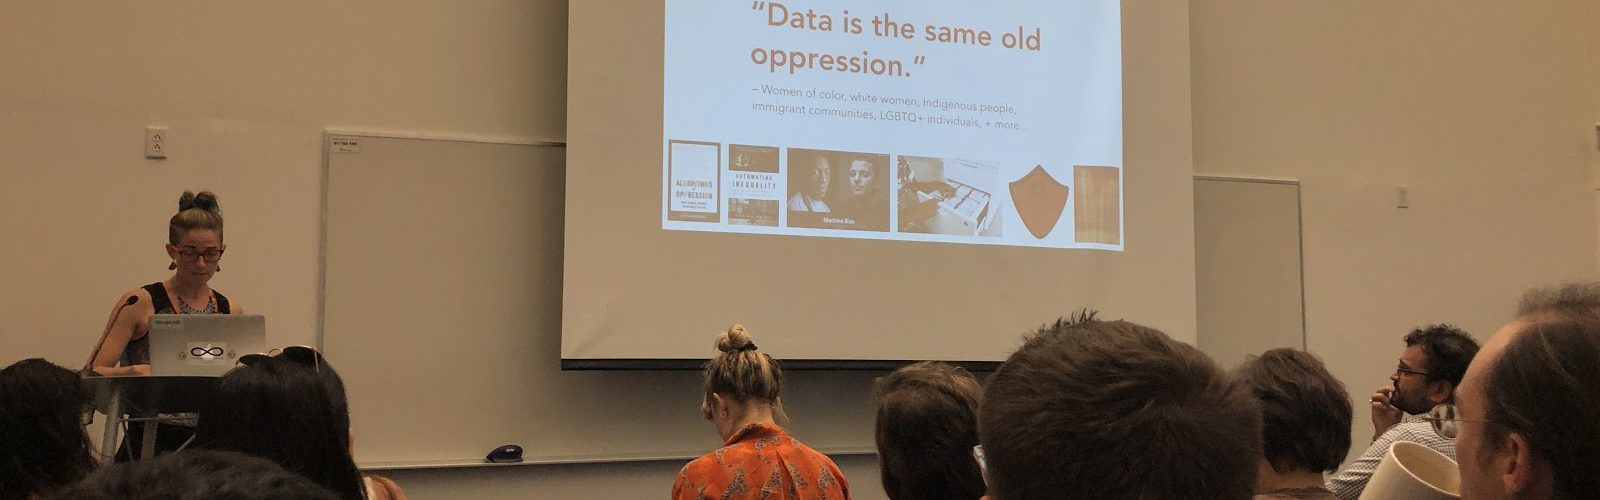 “Data is the same old
oppression.”
– Women of color, white women, Indigenous people,
immigrant communities, LGBTQ+ individuals, + more...
ALGORITHMS
OF
OPPRESSION
AUTOMATING
INEQUALITY
Machine Bias